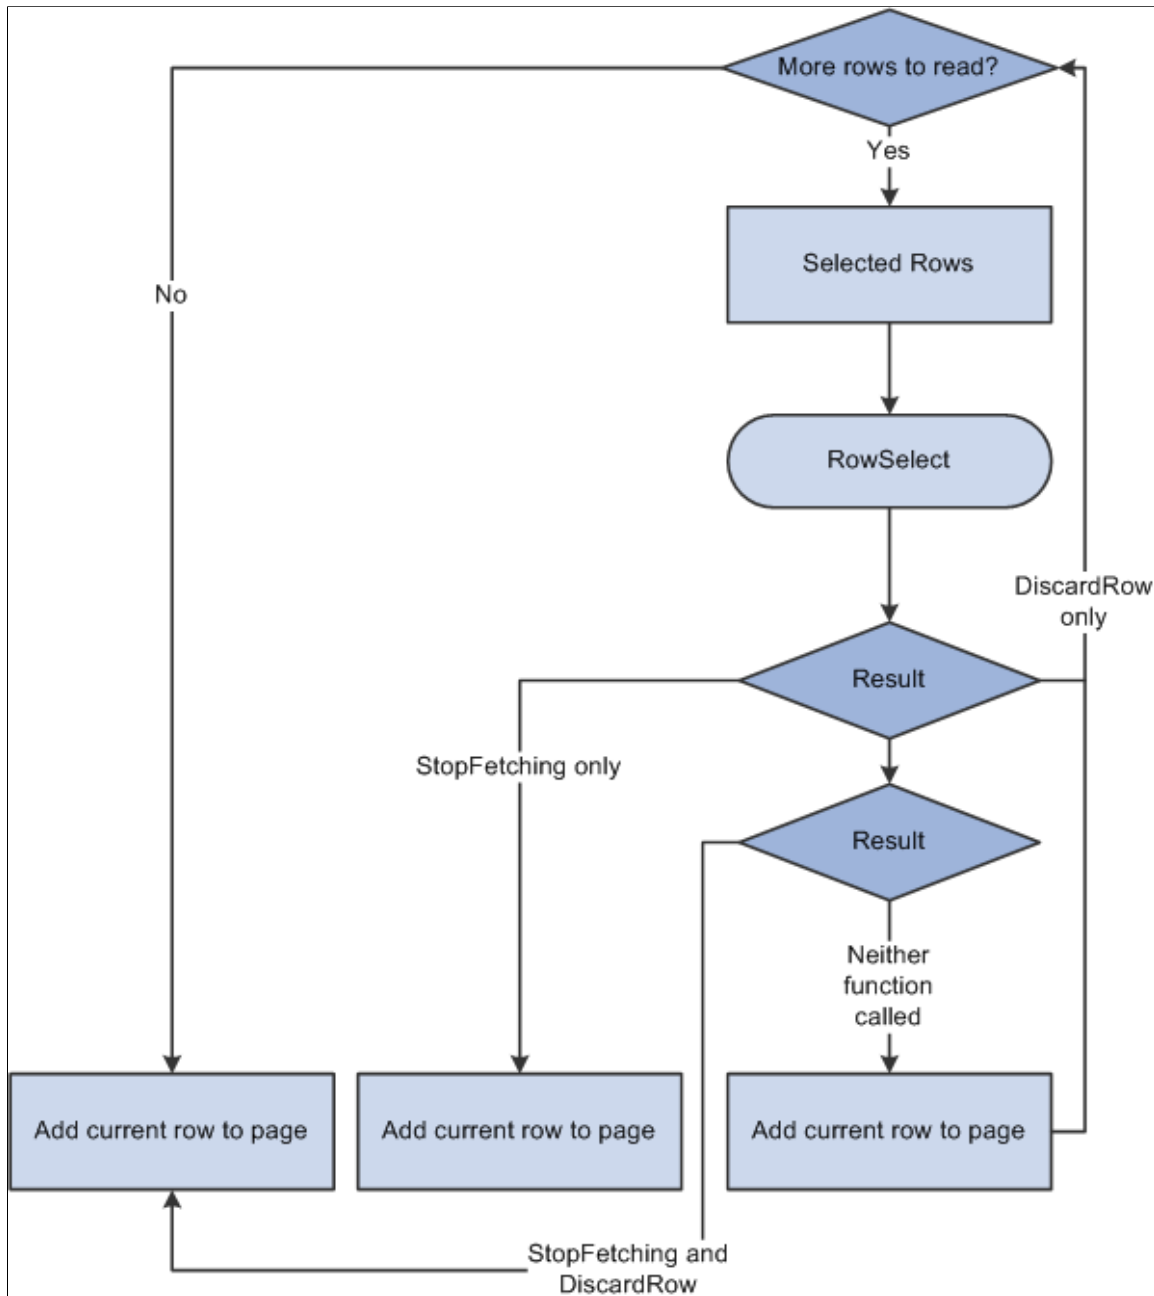 More rows to read?
Yes
Selected Rows
No
RowSelect
DiscardRow
only
Result
StopFetching only
Result
Neither
function
called
Add current row to page
Add current row to page
Add current row to page
StopFetching and
DiscardRow